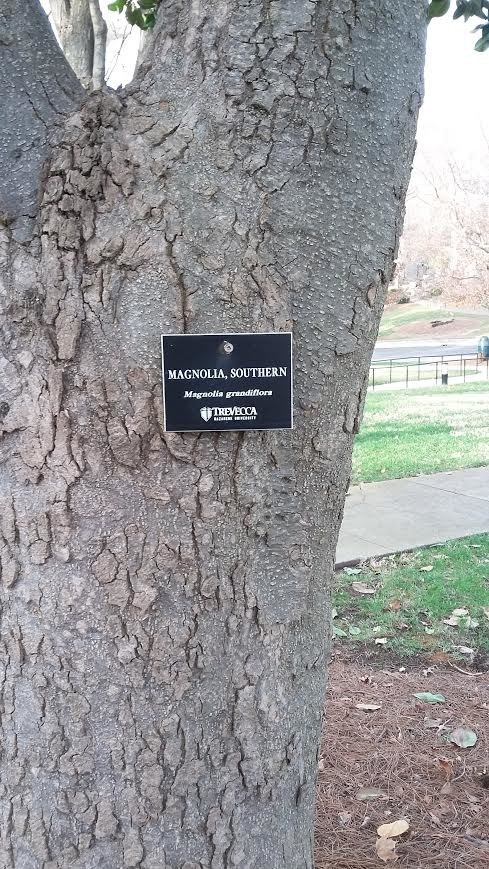 MAGNOLIA, SOUTHERN
Magnolia grandiflora
TREVECCA
NAZARENE UNIVERSITY